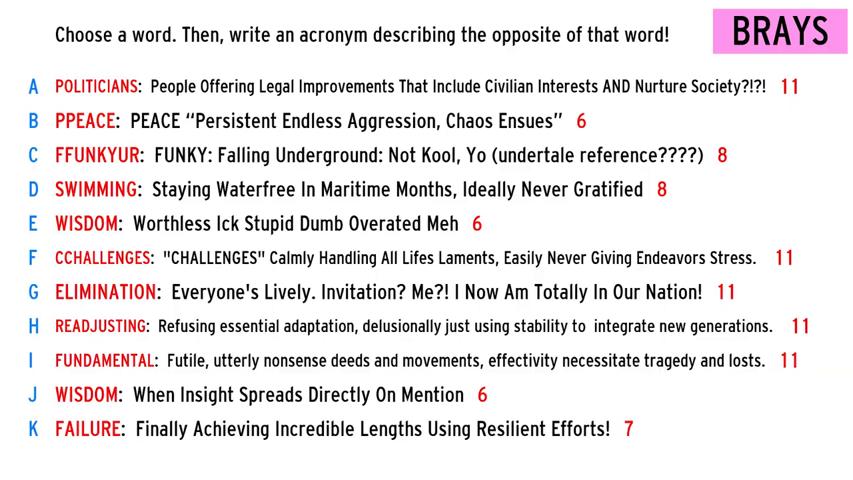 Choose a word. Then, write an acronym describing the opposite of that word!
BRAYS
A POLITICIANS: People Offering Legal Improvements That Include Civilian Interests AND Nurture Society?!?! 11
B PPEACE: PEACE “Persistent Endless Aggression, Chaos Ensues” 6
C FFUNKYUR: FUNKY: Falling Underground: Not Kool, Yo (undertale reference????) 8
D SWIMMING: Staying Waterfree In Maritime Months, Ideally Never Gratified 8
E WISDOM: Worthless Ick Stupid Dumb Overated Meh 6
F CCHALLENGES: "CHALLENGES" Calmly Handling All Lifes Laments, Easily Never Giving Endeavors Stress. 11
G ELIMINATION: Everyone's Lively. Invitation? Me?! I Now Am Totally In Our Nation! 11
H READJUSTING: Refusing essential adaptation, delusionally just using stability to integrate new generations. 11
I FUNDAMENTAL: Futile, utterly nonsense deeds and movements, effectivity necessitate tragedy and losts. 11
J WISDOM: When Insight Spreads Directly On Mention 6
K FAILURE: Finally Achieving Incredible Lengths Using Resilient Efforts! 7